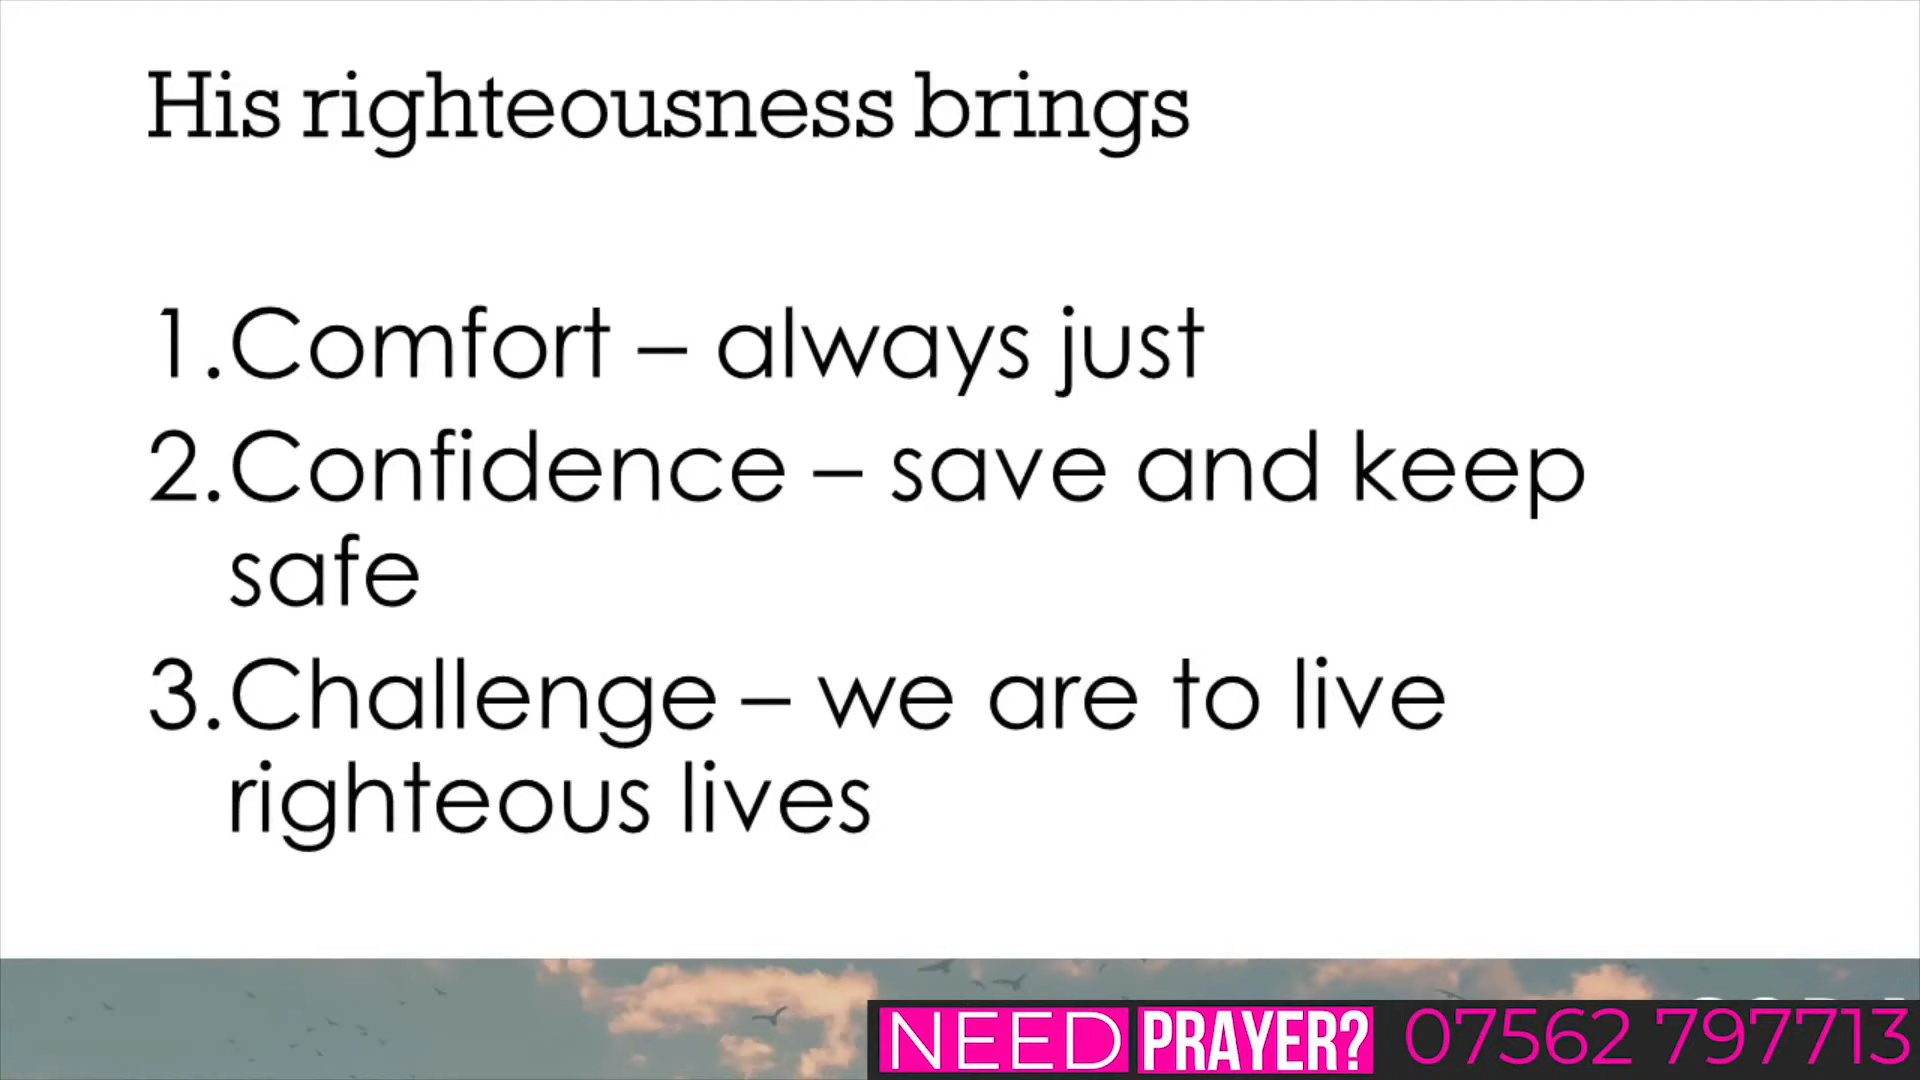 His righteousness brings
1.Comfort – always just
2.Confidence – save and keep
safe
3.Challenge – we are to live
righteous lives
NEED PRAYER? 07562 797713